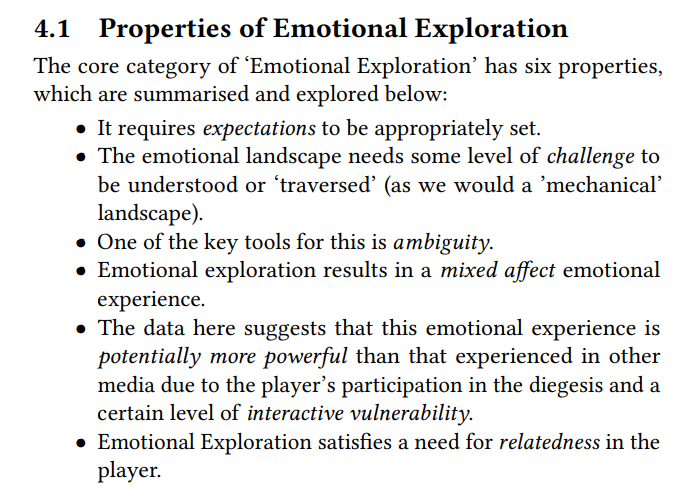 4.1 Properties of Emotional Exploration
The core category of ‘Emotional Exploration’ has six properties,
which are summarised and explored below:
• It requires expectations to be appropriately set.
• The emotional landscape needs some level of challenge to
be understood or ‘traversed’ (as we would a ’mechanical’
landscape).
• One of the key tools for this is ambiguity.
• Emotional exploration results in a mixed affect emotional
experience.
• The data here suggests that this emotional experience is
potentially more powerful than that experienced in other
media due to the player’s participation in the diegesis and a
certain level of interactive vulnerability.
• Emotional Exploration satisfies a need for relatedness in the
player.